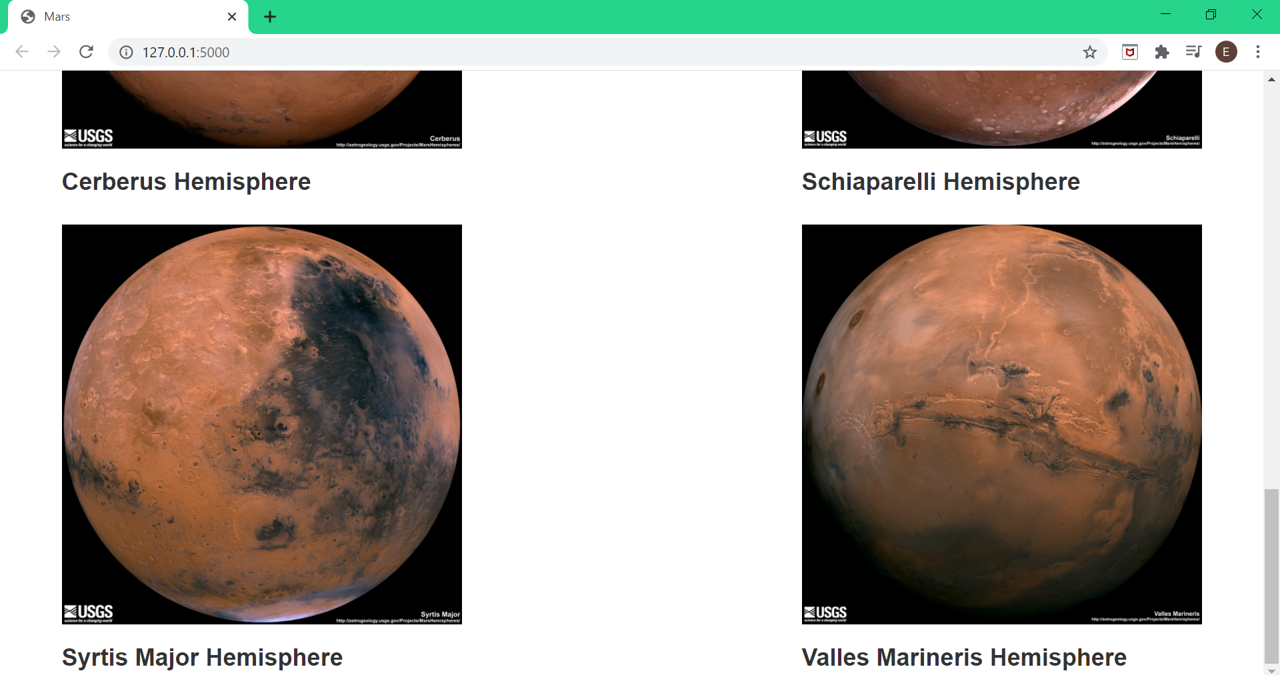 Mars
127.0.0.1:5000
E
USGS
science for a changing world
Cerberus
http://astrogeology.usgs.gov/Projects/MarsHemispheres/
USGS
science for a changing world
Schiaparelli
http://astrogeology.usgs.gov/Projects/MarsHemispheres/
Cerberus Hemisphere
Schiaparelli Hemisphere
USGS
science for a changing world
Syrtis Major
http://astrogeology.usgs.gov/Projects/MarsHemispheres/
USGS
science for a changing world
Valles Marineris
http://astrogeology.usgs.gov/Projects/MarsHemispheres/
Syrtis Major Hemisphere
Valles Marineris Hemisphere